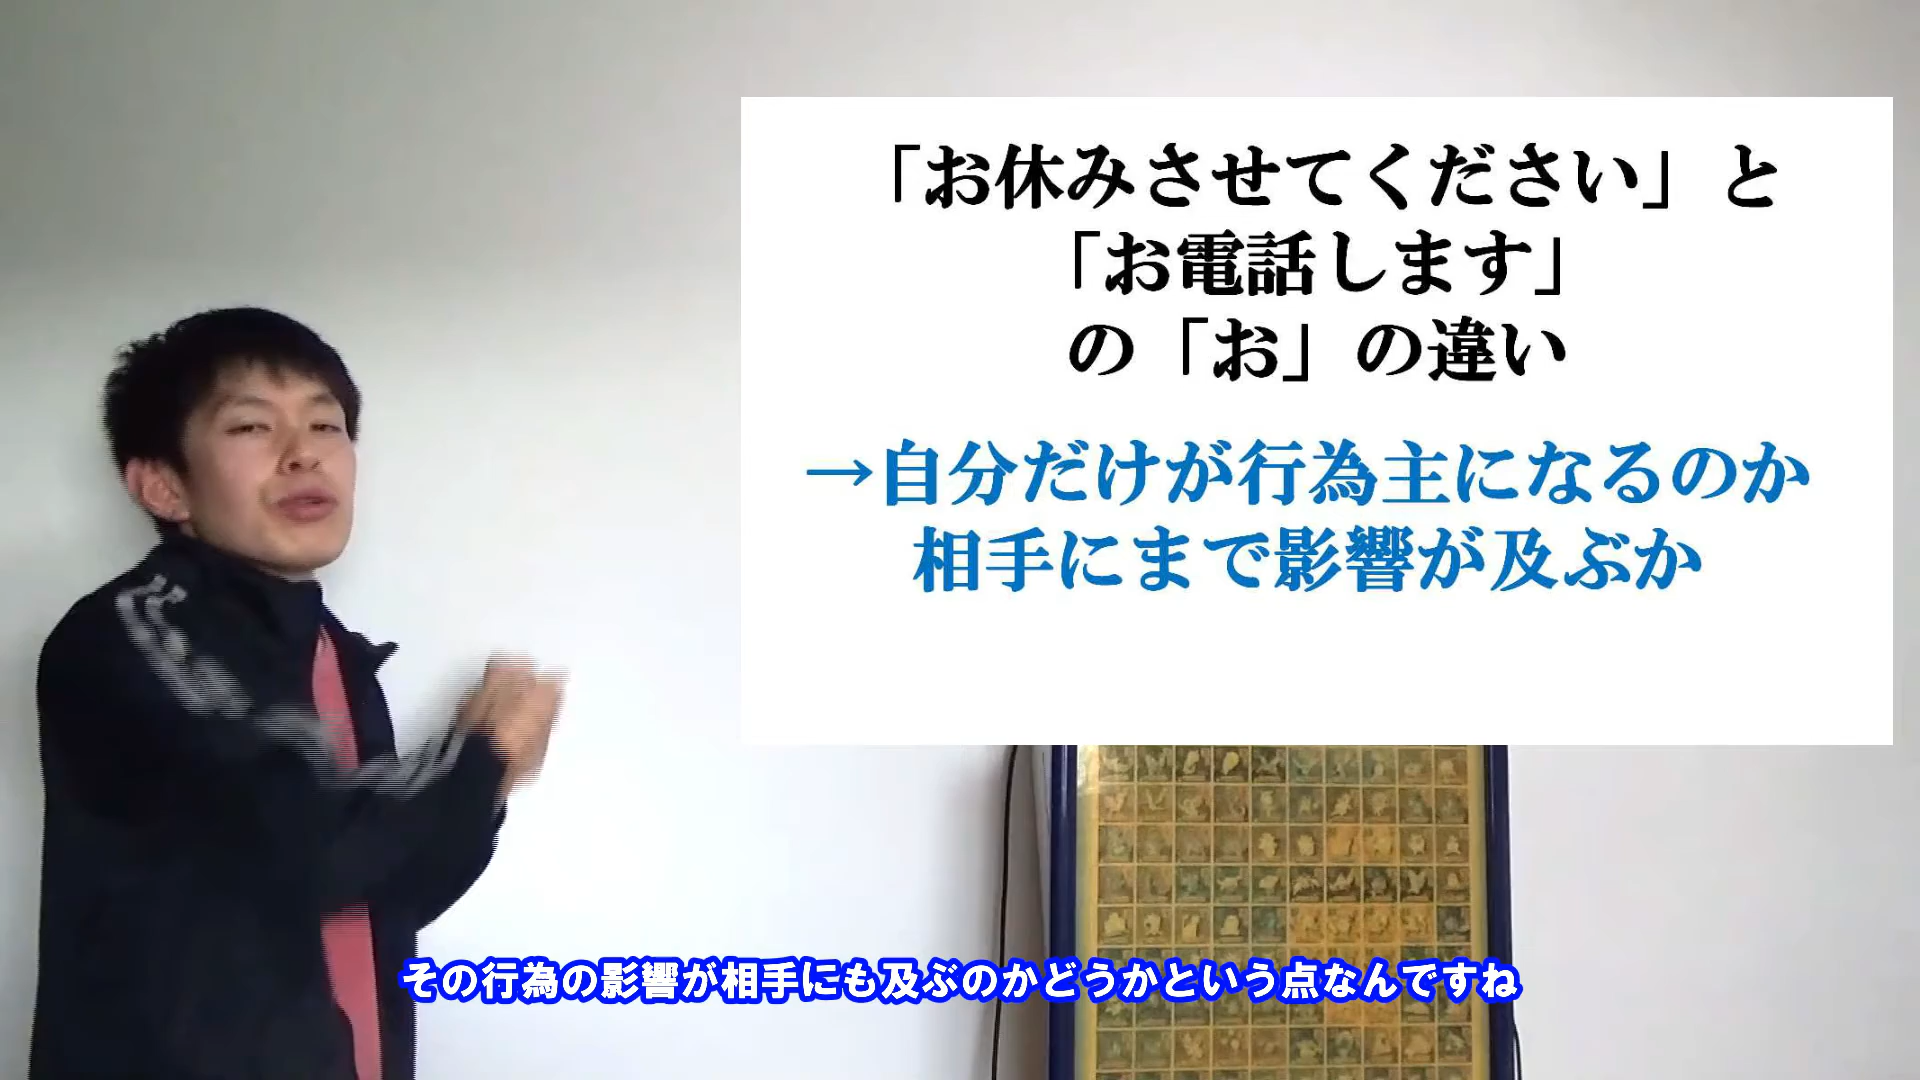 「お休みさせてください」と
「お電話します」
の「お」の違い
→自分だけが行為主になるのか
相手にまで影響が及ぶか
その行為の影響が相手にも及ぶのかどうかという点なんですね